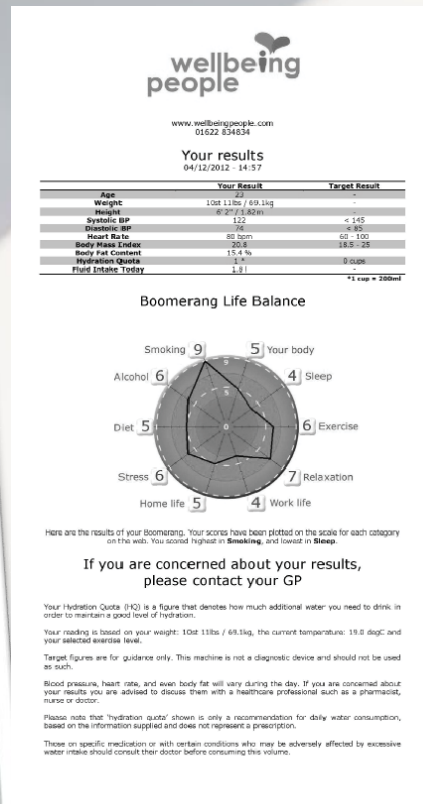 wellbeing
people
www.wellbeingpeople.com
01622 834834
Your results
04/12/2012 - 14:57
Your Result Target Result
Age 23 -
Weight 10st 11lbs / 69.1kg -
Height 6' 2" / 1.82m -
Systolic BP 122 < 145
Diastolic BP 74 < 85
Heart Rate 80 bpm 60 - 100
Body Mass Index 20.8 18.5 - 25
Body Fat Content 15.4 %
Hydration Quota 1 * 0 cups
Fluid Intake Today 1.8 l -
*1 cup = 200ml
Boomerang Life Balance
Smoking 9 5 Your body
Alcohol 6 4 Sleep
Diet 5 6 Exercise
Stress 6 7 Relaxation
Home life 5 4 Work life
9
5
0
Here are the results of your Boomerang. Your scores have been plotted on the scale for each category
on the web. You scored highest in Smoking, and lowest in Sleep.
If you are concerned about your results,
please contact your GP
Your Hydration Quota (HQ) is a figure that denotes how much additional water you need to drink in
order to maintain a good level of hydration.
Your reading is based on your weight: 10st 11lbs / 69.1kg, the current temperature: 19.0 degC and
your selected exercise level.
Target figures are for guidance only. This machine is not a diagnostic device and should not be used
as such.
Blood pressure, heart rate, and even body fat will vary during the day. If you are concerned about
your results you are advised to discuss them with a healthcare professional such as a pharmacist,
nurse or doctor.
Please note that 'hydration quota' shown is only a recommendation for daily water consumption,
based on the information supplied and does not represent a prescription.
Those on specific medication or with certain conditions who may be adversely affected by excessive
water intake should consult their doctor before consuming this volume.